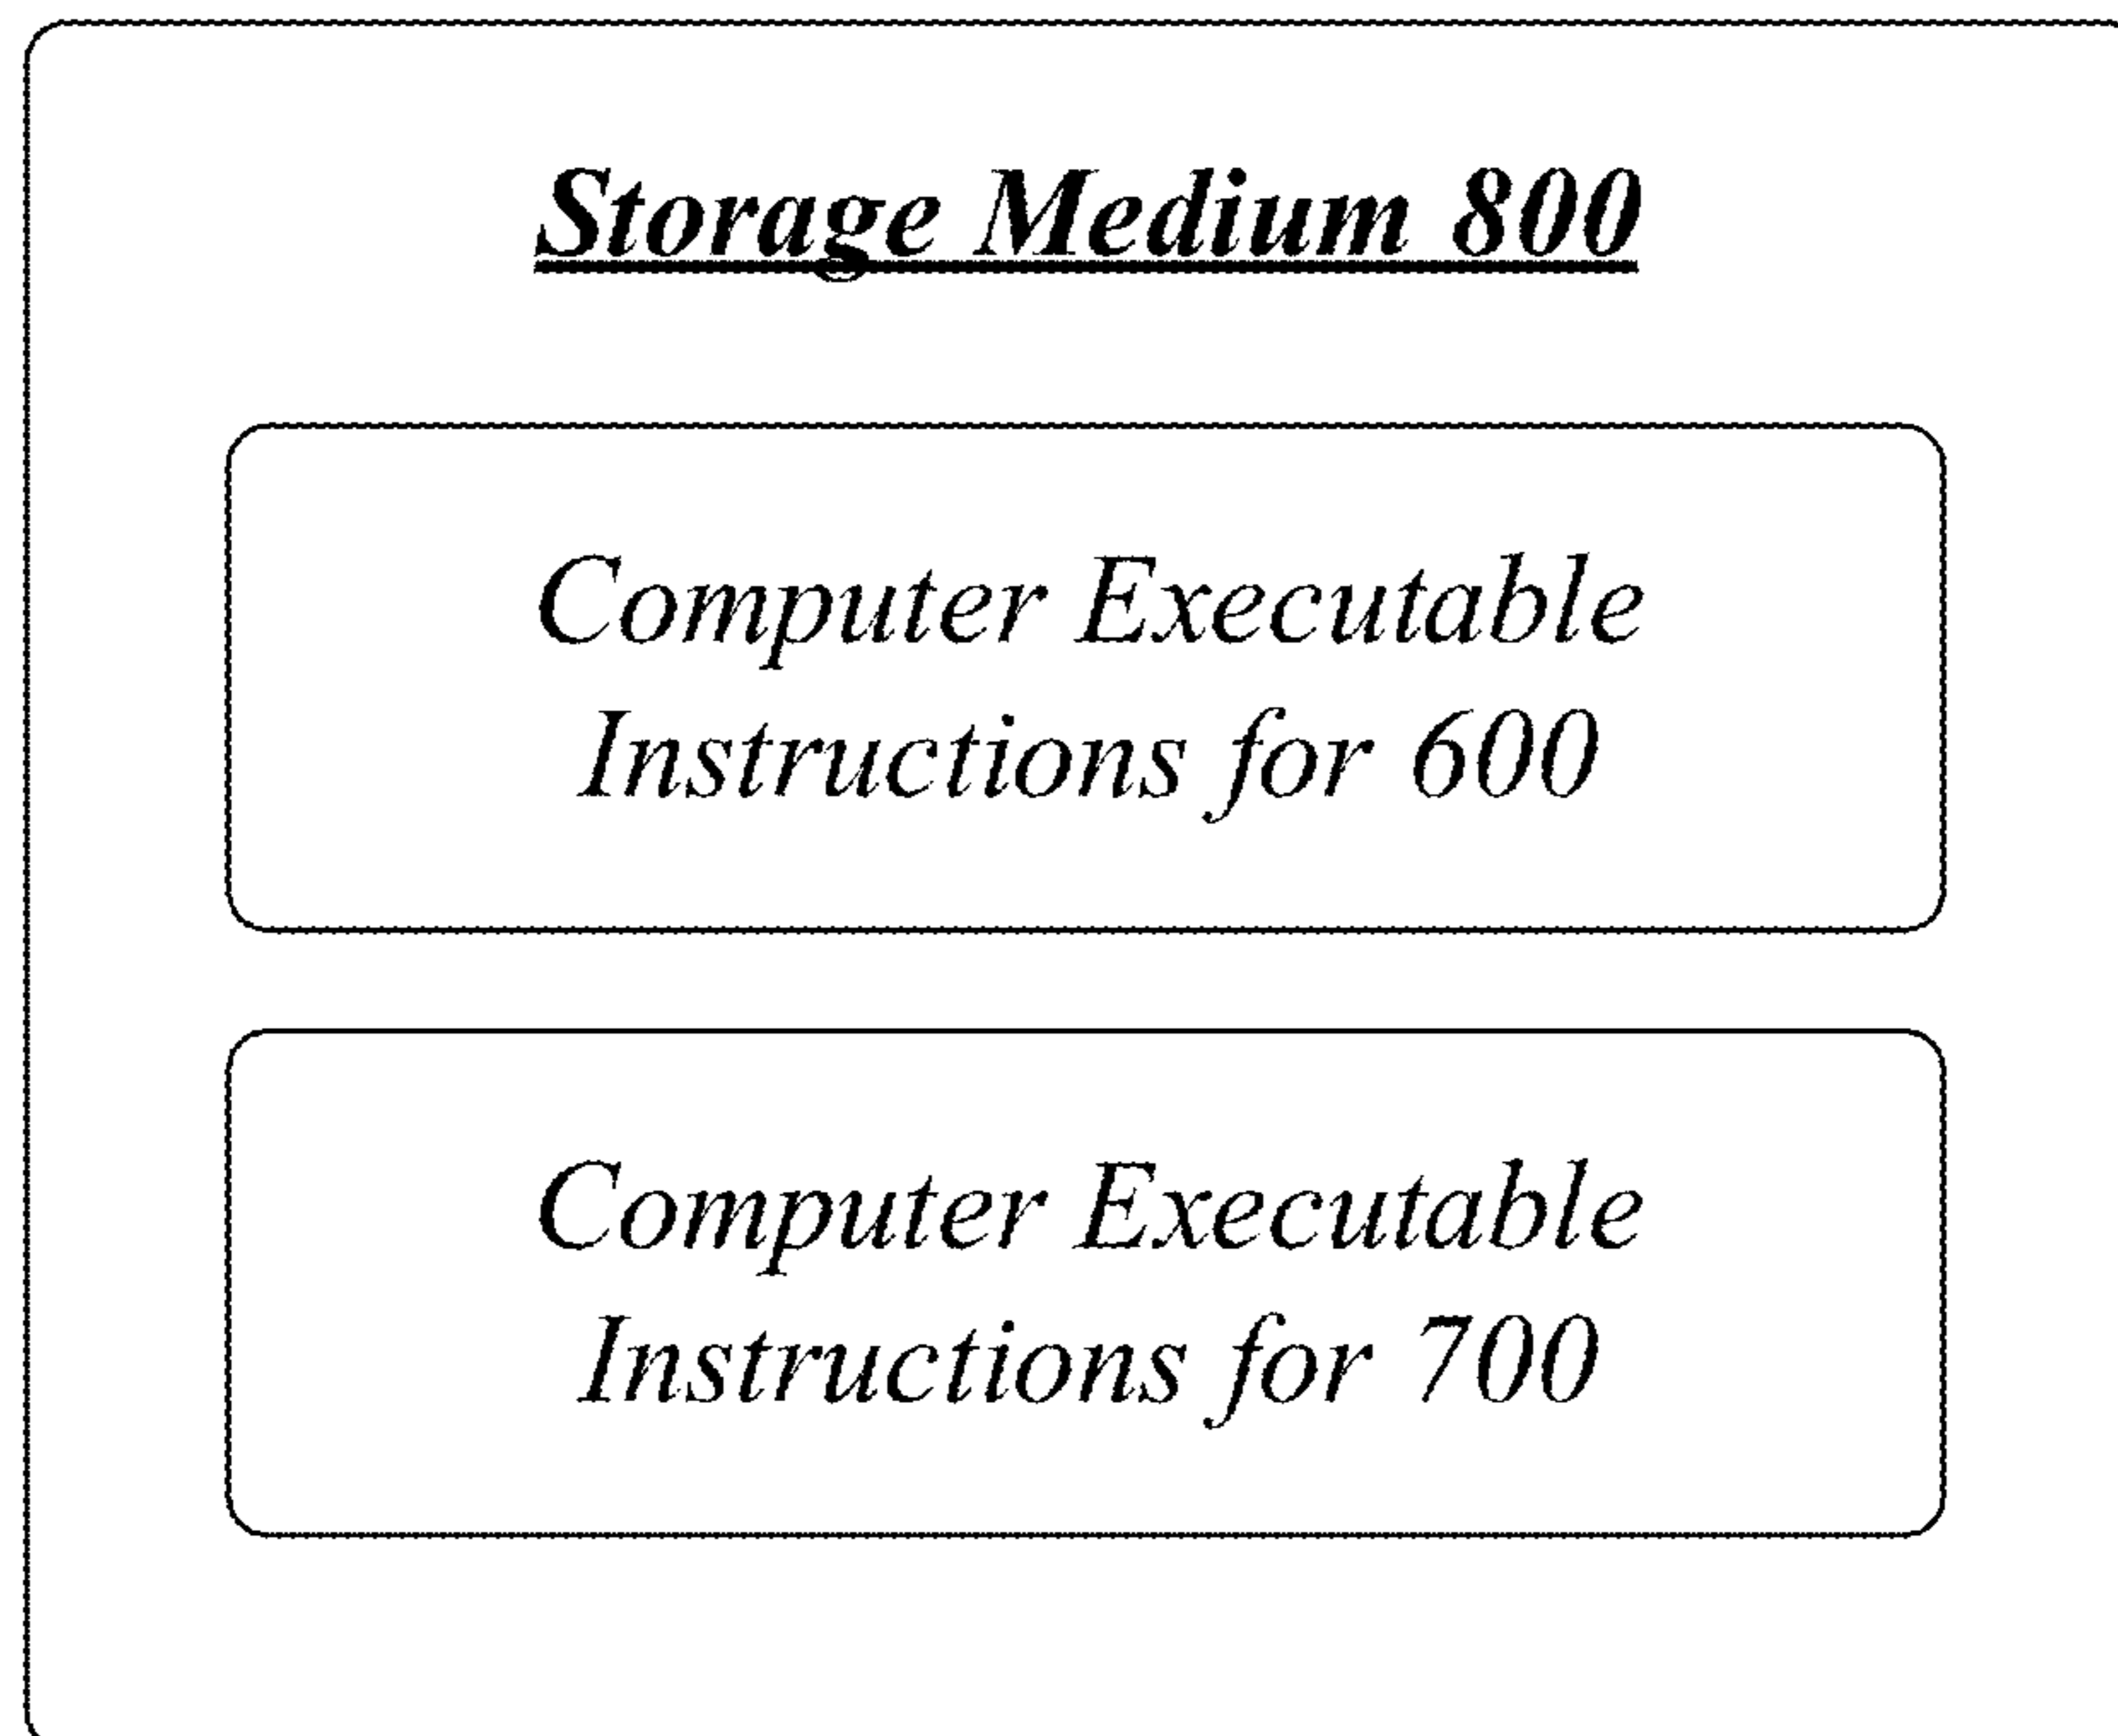 Storage Medium 800
Computer Executable
Instructions for 600
Computer Executable
Instructions for 700